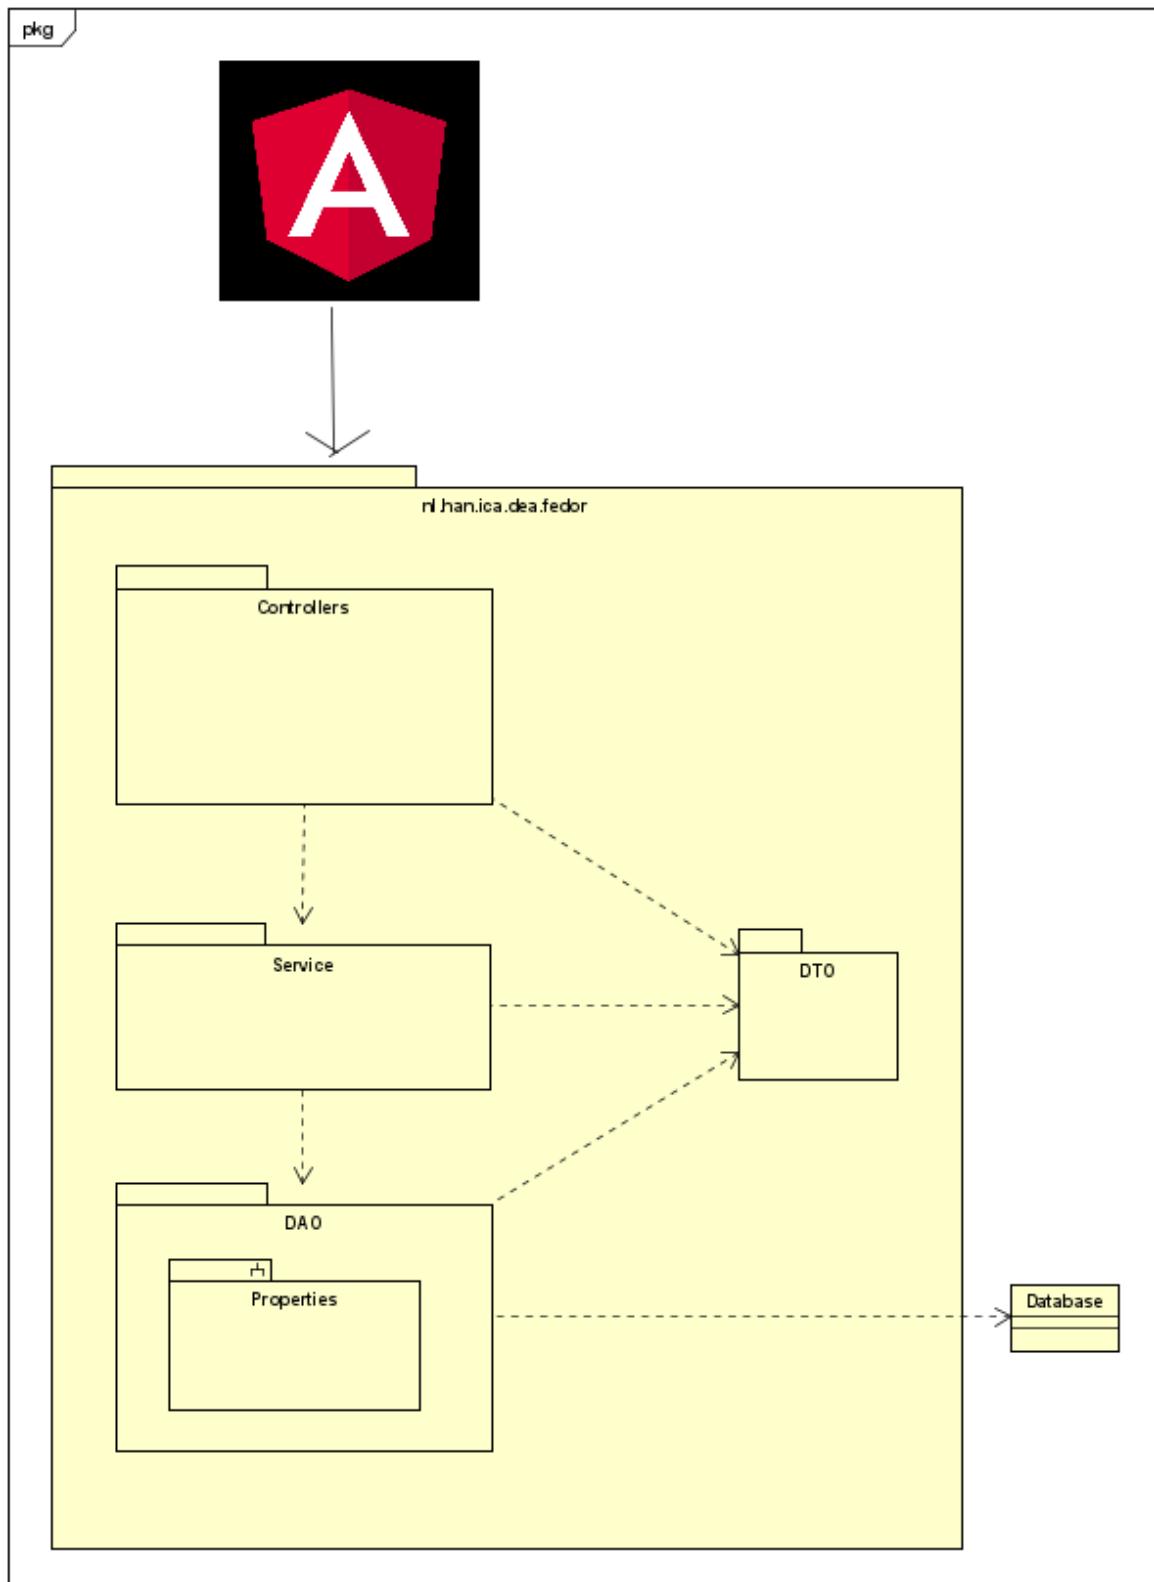 pkg
A
nl.han.ica.dea.fedor
Controllers
Service
DTO
DAO
Properties
Database